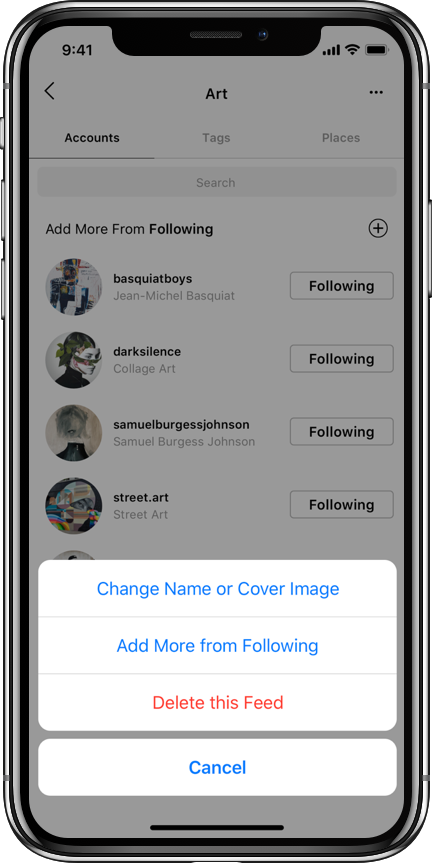 9:41
Art
Accounts Tags Places
Search
Add More From Following
basquiatboys
Jean-Michel Basquiat
Following
darksilence
Collage Art
Following
samuelburgessjohnson
Samuel Burgess Johnson
Following
street.art
Street Art
Following
Change Name or Cover Image
Add More from Following
Delete this Feed
Cancel